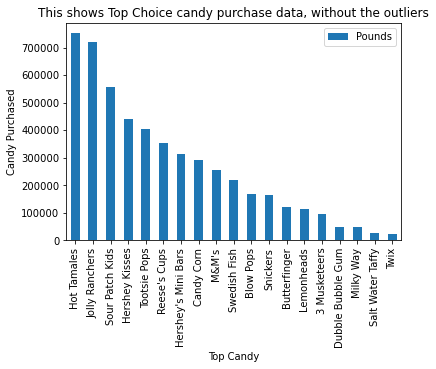 This shows Top Choice candy purchase data, without the outliers
Pounds
Candy Purchased
700000
600000
500000
400000
300000
200000
100000
0
Hot Tamales
Jolly Ranchers
Sour Patch Kids
Hershey Kisses
Tootsie Pops
Reese's Cups
Hershey's Mini Bars
Candy Corn
M&M's
Swedish Fish
Blow Pops
Snickers
Butterfinger
Lemonheads
3 Musketeers
Dubble Bubble Gum
Milky Way
Salt Water Taffy
Twix
Top Candy